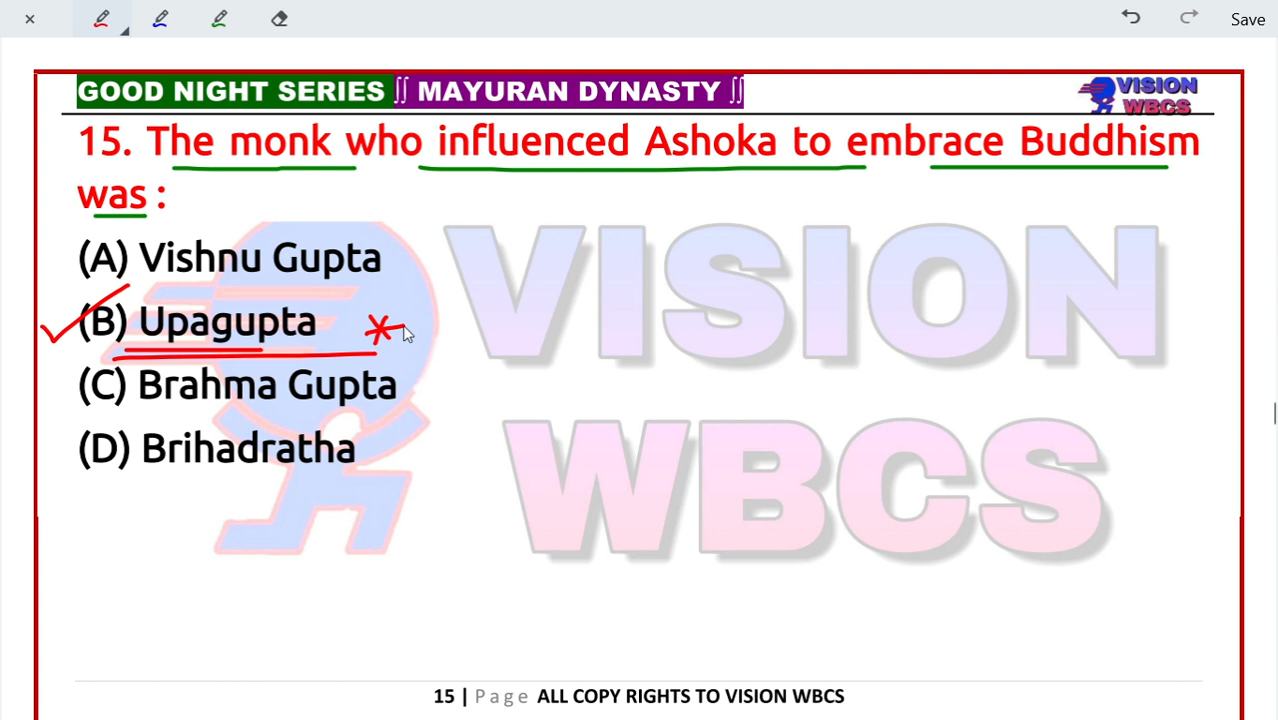 Save
GOOD NIGHT SERIES ∬ MAYURAN DYNASTY ∬
VISION
WBCS
15. The monk who influenced Ashoka to embrace Buddhism
was :
(A) Vishnu Gupta
(B) Upagupta
(C) Brahma Gupta
(D) Brihadratha
VISION
WBCS
15 | Page ALL COPY RIGHTS TO VISION WBCS